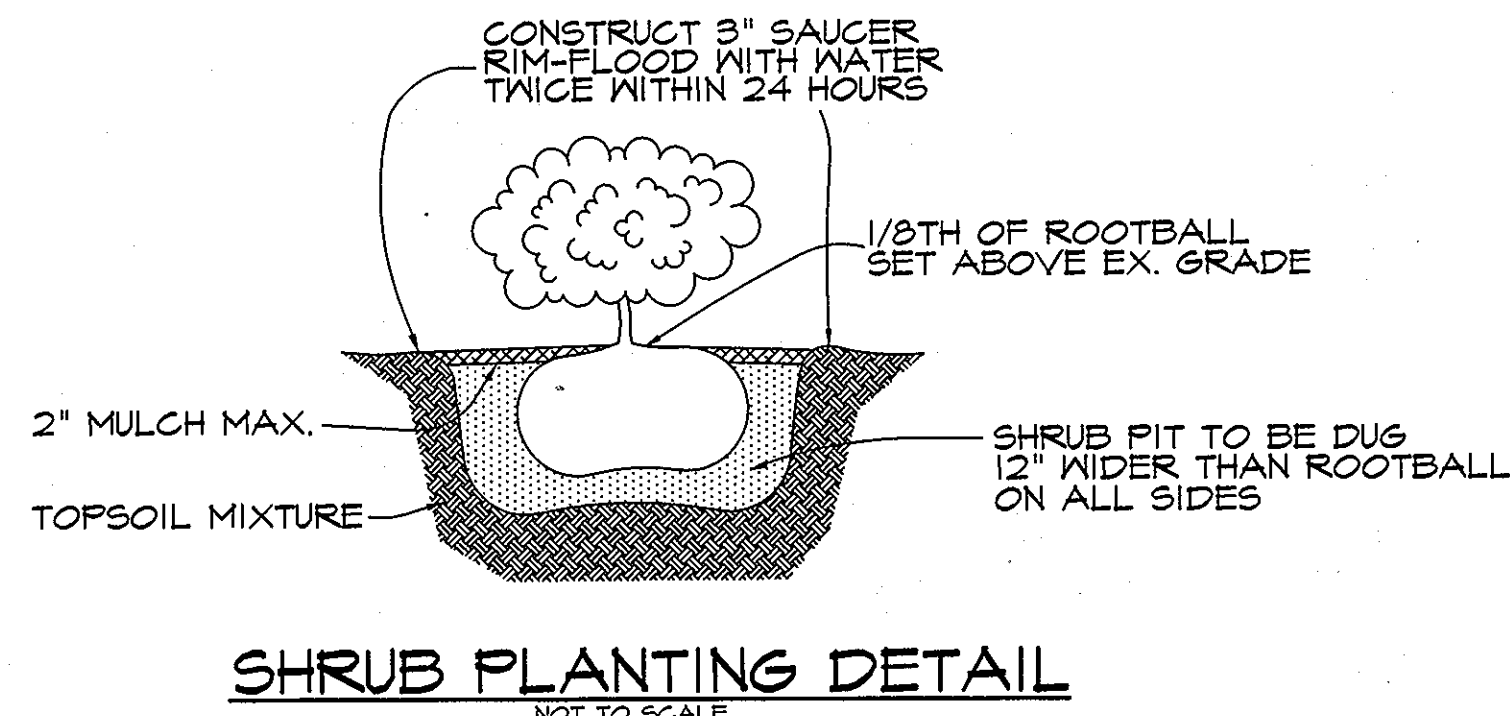 CONSTRUCT 3" SAUCER
RIM-FLOOD WITH WATER
TWICE WITHIN 24 HOURS
1/8TH OF ROOTBALL
SET ABOVE EX. GRADE
2" MULCH MAX.
SHRUB PIT TO BE DUG
12" WIDER THAN ROOTBALL
ON ALL SIDES
TOPSOIL MIXTURE
SHRUB PLANTING DETAIL
NOT TO SCALE